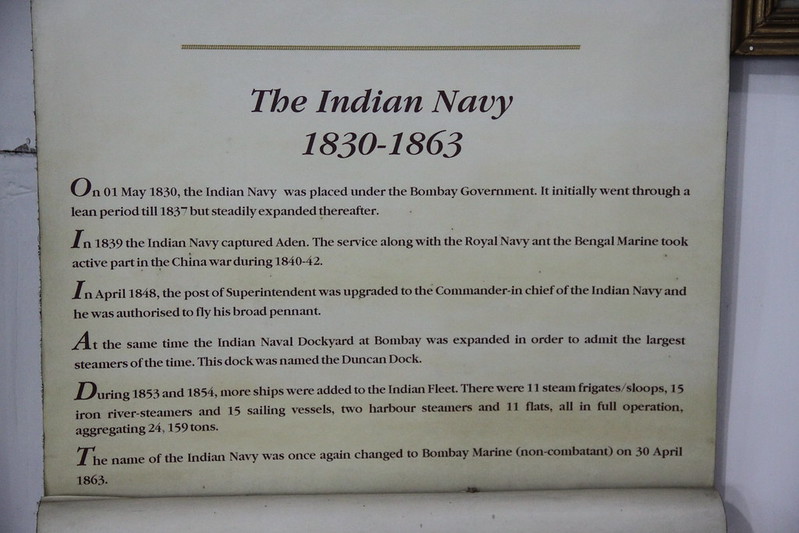 The Indian Navy
1830-1863
On 01 May 1830, the Indian Navy was placed under the Bombay Government. It initially went through a
lean period till 1837 but steadily expanded thereafter.
In 1839 the Indian Navy captured Aden. The service along with the Royal Navy ant the Bengal Marine took
active part in the China war during 1840-42.
In April 1848, the post of Superintendent was upgraded to the Commander-in chief of the Indian Navy and
he was authorised to fly his broad pennant.
At the same time the Indian Naval Dockyard at Bombay was expanded in order to admit the largest
steamers of the time. This dock was named the Duncan Dock.
During 1853 and 1854, more ships were added to the Indian Fleet. There were 11 steam frigates/sloops, 15
iron river-steamers and 15 sailing vessels, two harbour steamers and 11 flats, all in full operation,
aggregating 24, 159 tons.
The name of the Indian Navy was once again changed to Bombay Marine (non-combatant) on 30 April
1863.